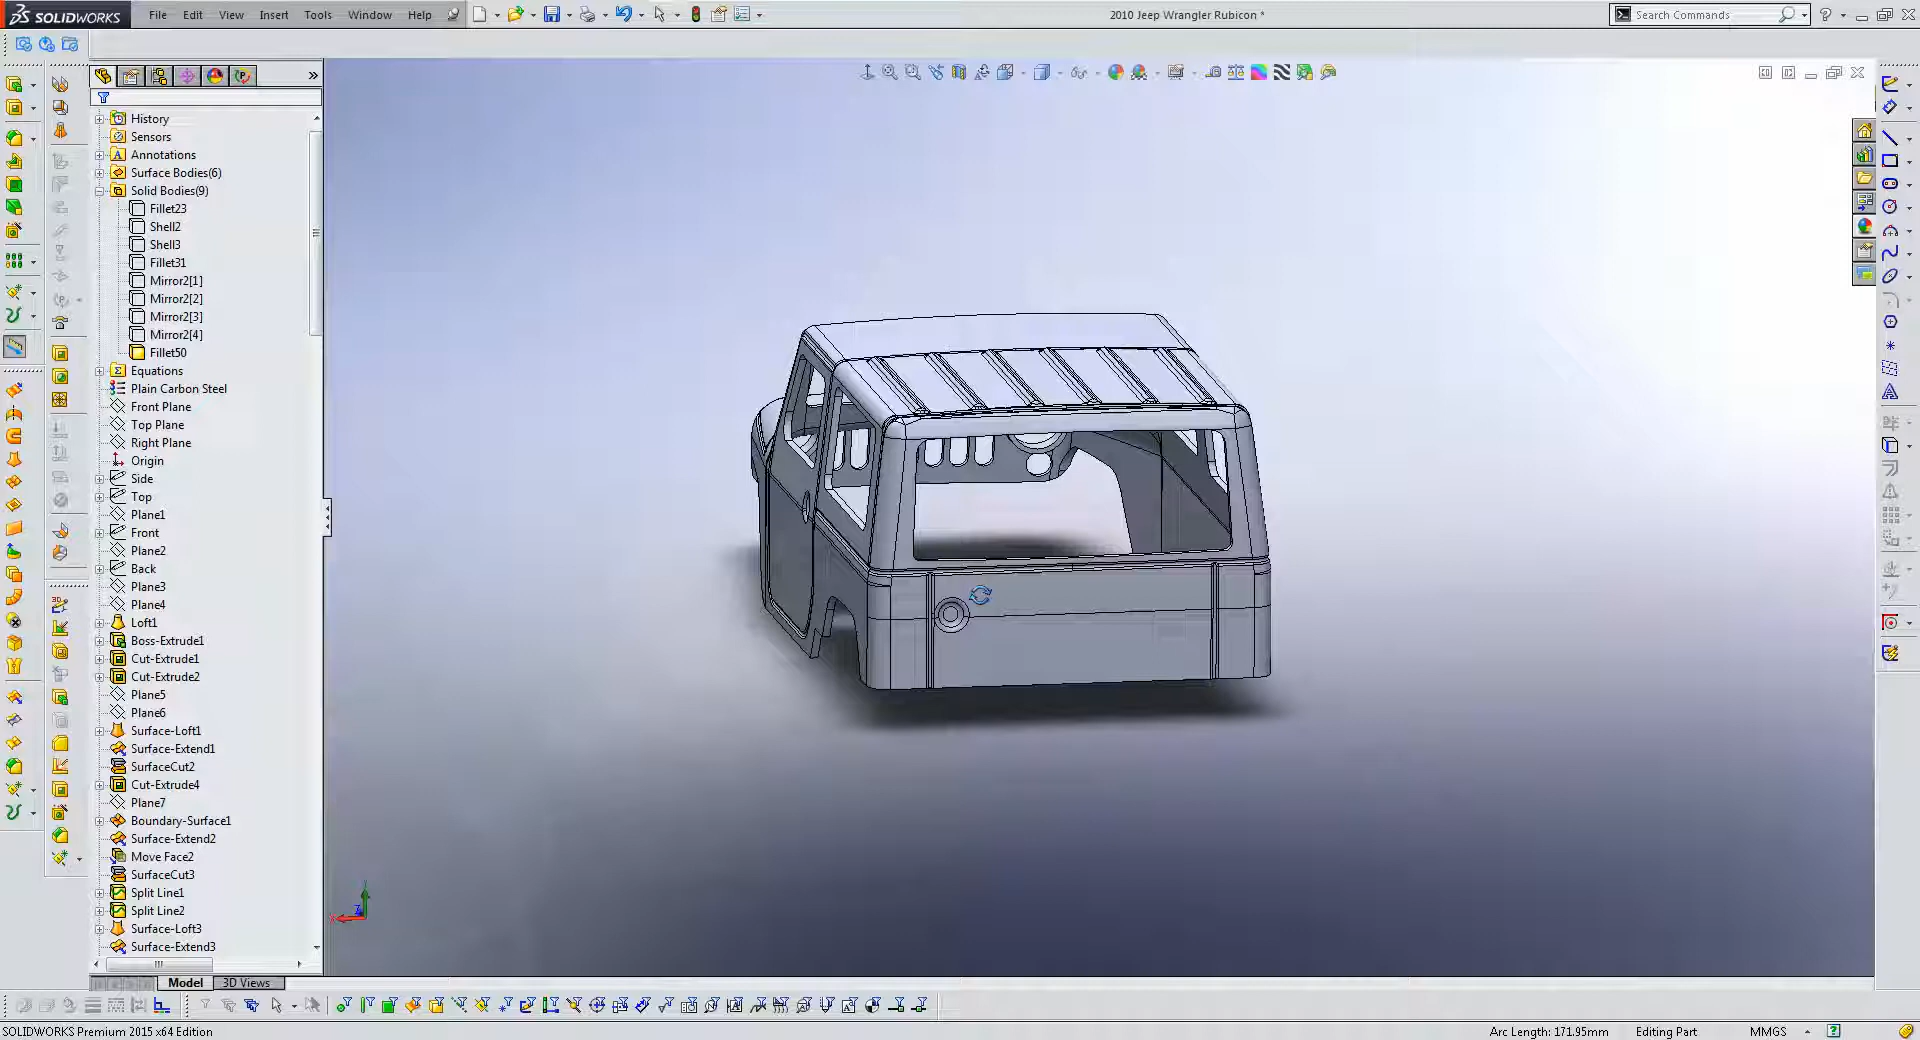 SOLIDWORKS File Edit View Insert Tools Window Help 2010 Jeep Wrangler Rubicon * Search Commands
History
Sensors
Annotations
Surface Bodies(6)
Solid Bodies(9)
Fillet23
Shell2
Shell3
Fillet31
Mirror2[1]
Mirror2[2]
Mirror2[3]
Mirror2[4]
Fillet50
Equations
Plain Carbon Steel
Front Plane
Top Plane
Right Plane
Origin
Side
Top
Plane1
Front
Plane2
Back
Plane3
Plane4
Loft1
Boss-Extrude1
Cut-Extrude1
Cut-Extrude2
Plane5
Plane6
Surface-Loft1
Surface-Extend1
SurfaceCut2
Cut-Extrude4
Plane7
Boundary-Surface1
Surface-Extend2
Move Face2
SurfaceCut3
Split Line1
Split Line2
Surface-Loft3
Surface-Extend3
Model 3D Views
SOLIDWORKS Premium 2015 x64 Edition Arc Length: 171.95mm Editing Part MMGS